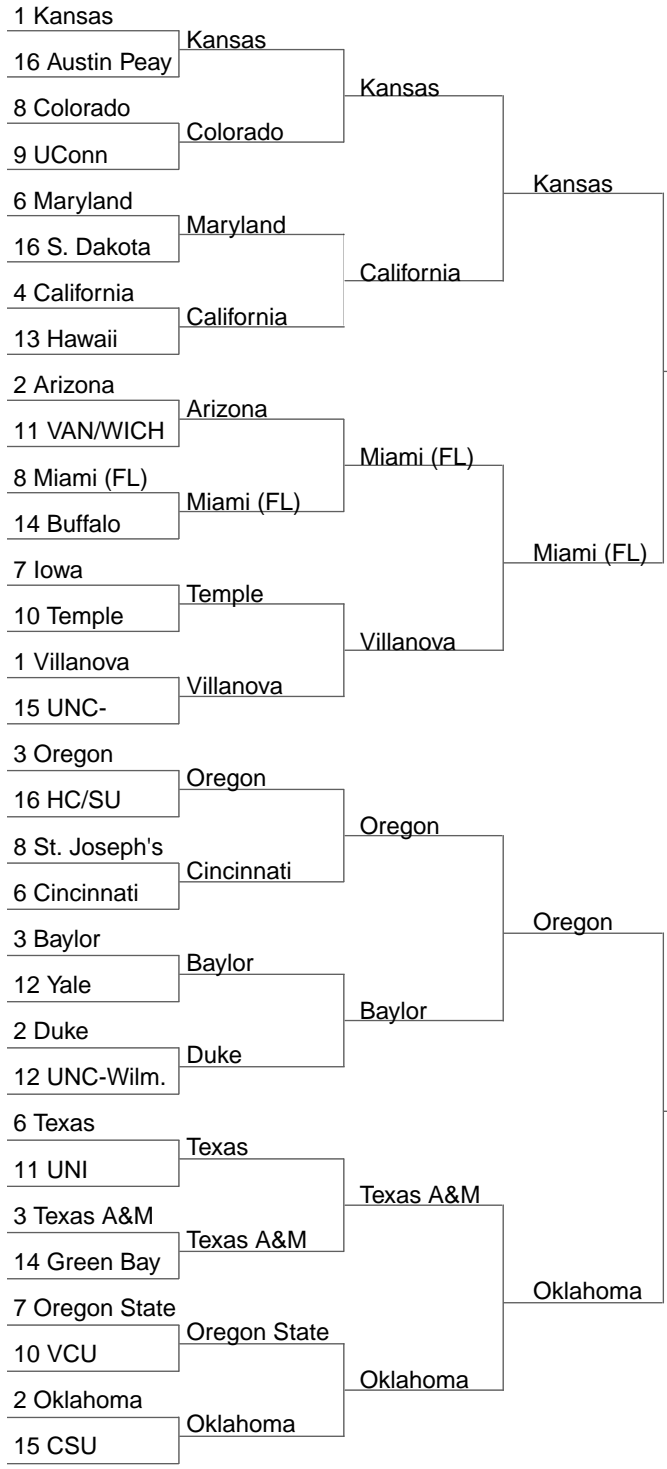 1 Kansas
16 Austin Peay
8 Colorado
9 UConn
6 Maryland
16 S. Dakota
4 California
13 Hawaii
2 Arizona
11 VAN/WICH
8 Miami (FL)
14 Buffalo
7 Iowa
10 Temple
1 Villanova
15 UNC-
3 Oregon
16 HC/SU
8 St. Joseph's
6 Cincinnati
3 Baylor
12 Yale
2 Duke
12 UNC-Wilm.
6 Texas
11 UNI
3 Texas A&M
14 Green Bay
7 Oregon State
10 VCU
2 Oklahoma
15 CSU
Kansas
Colorado
Maryland
California
Arizona
Miami (FL)
Temple
Villanova
Oregon
Cincinnati
Baylor
Duke
Texas
Texas A&M
Oregon State
Oklahoma
Kansas
California
Miami (FL)
Villanova
Oregon
Baylor
Texas A&M
Oklahoma
Kansas
Miami (FL)
Oregon
Oklahoma